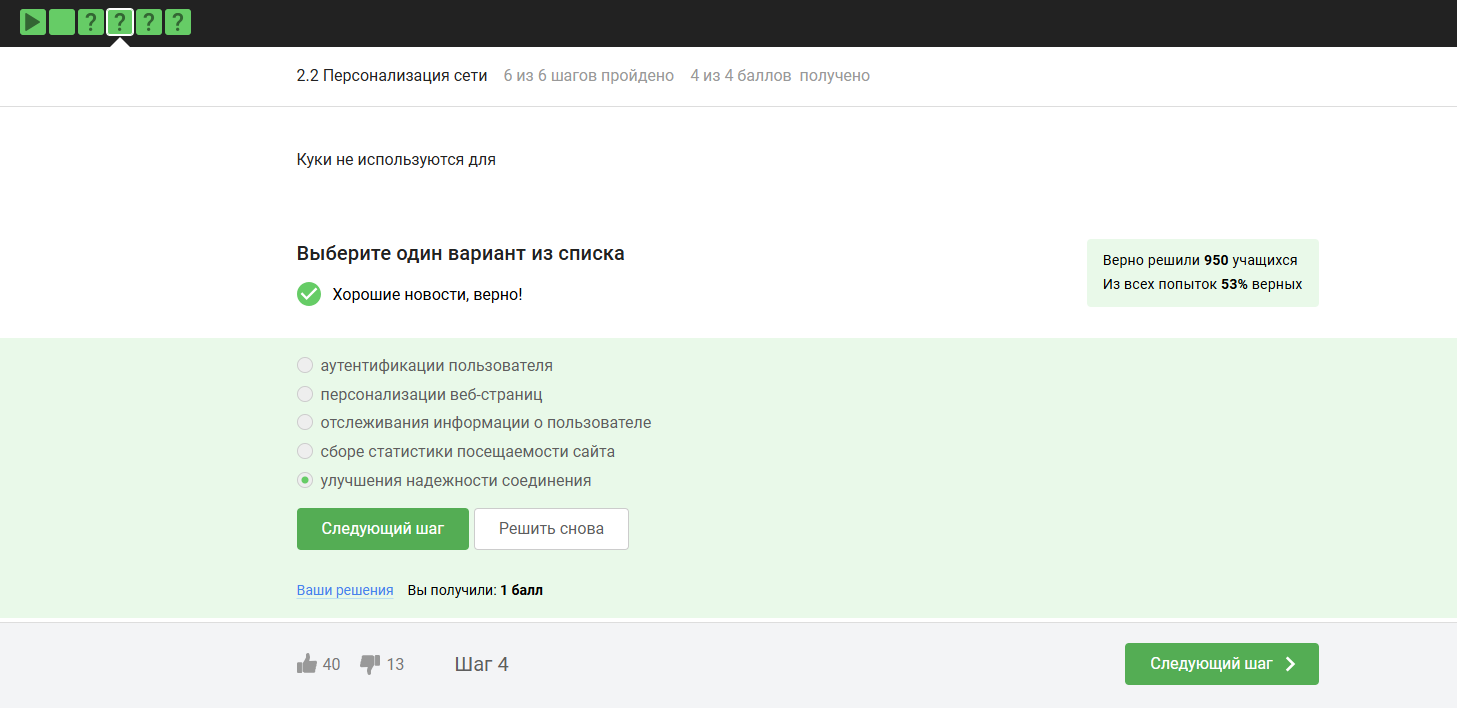 ? ? ? ?
2.2 Персонализация сети 6 из 6 шагов пройдено 4 из 4 баллов получено
Куки не используются для
Выберите один вариант из списка
Хорошие новости, верно!
Верно решили 950 учащихся
Из всех попыток 53% верных
аутентификации пользователя
персонализации веб-страниц
отслеживания информации о пользователе
сборе статистики посещаемости сайта
улучшения надежности соединения
Следующий шаг Решить снова
Ваши решения Вы получили: 1 балл
40 13 Шаг 4 Следующий шаг